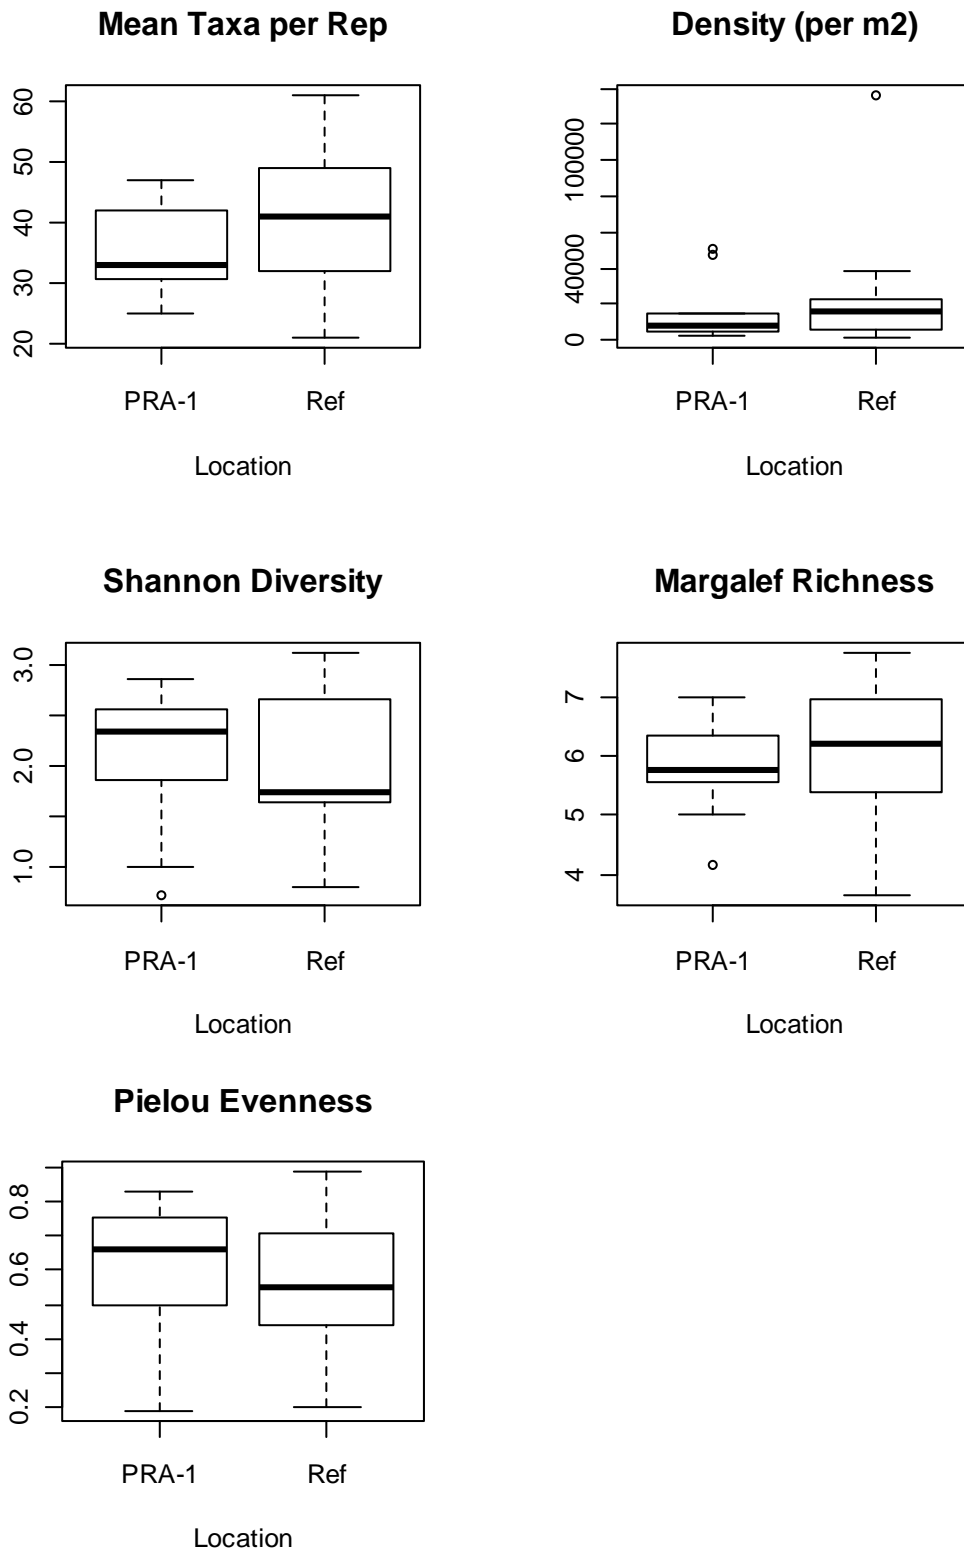 Mean Taxa per Rep
60
50
40
30
20
PRA-1 Ref
Location
Density (per m2)
100000
40000
0
PRA-1 Ref
Location
Shannon Diversity
3.0
2.0
1.0
PRA-1 Ref
Location
Margalef Richness
7
6
5
4
PRA-1 Ref
Location
Pielou Evenness
0.8
0.6
0.4
0.2
PRA-1 Ref
Location